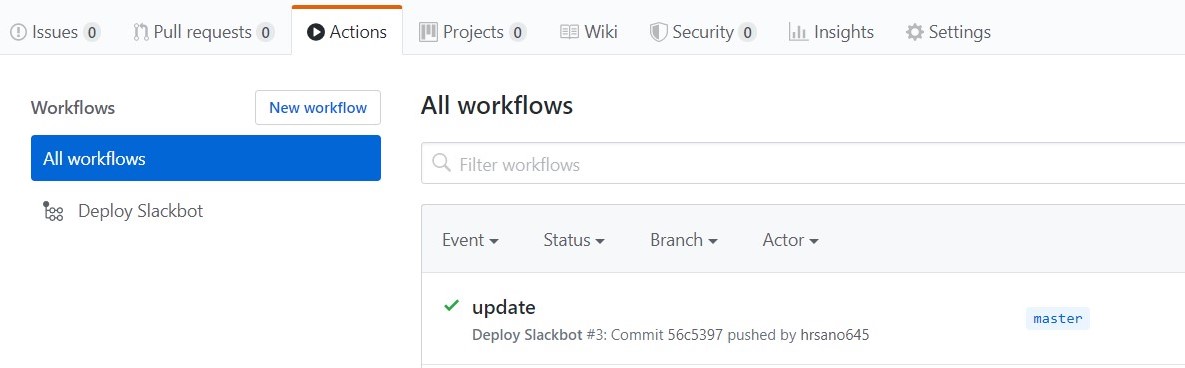 Issues 0 Pull requests 0 Actions Projects 0 Wiki Security 0 Insights Settings
Workflows New workflow
All workflows
Deploy Slackbot
All workflows
Filter workflows
Event Status Branch Actor
update
master
Deploy Slackbot #3: Commit 56c5397 pushed by hrsano645